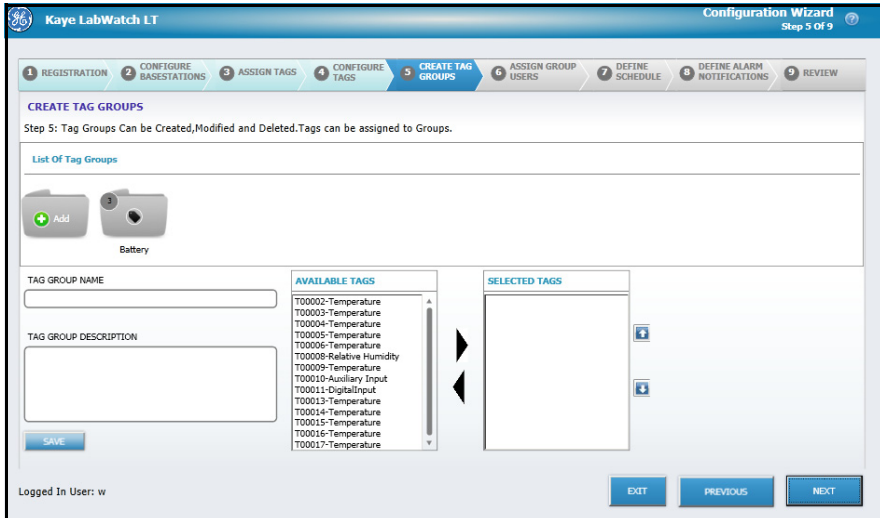 Kaye LabWatch LT
Configuration Wizard
Step 5 Of 9
?
1 REGISTRATION
2 CONFIGURE
BASESTATIONS
3 ASSIGN TAGS
4 CONFIGURE
TAGS
5 CREATE TAG
GROUPS
6 ASSIGN GROUP
USERS
7 DEFINE
SCHEDULE
8 DEFINE ALARM
NOTIFICATIONS
9 REVIEW
CREATE TAG GROUPS
Step 5: Tag Groups Can be Created,Modified and Deleted.Tags can be assigned to Groups.
List Of Tag Groups
Add
3
Battery
TAG GROUP NAME
TAG GROUP DESCRIPTION
SAVE
AVAILABLE TAGS
T00002-Temperature
T00003-Temperature
T00004-Temperature
T00005-Temperature
T00006-Temperature
T00008-Relative Humidity
T00009-Temperature
T00010-Auxiliary Input
T00011-DigitalInput
T00013-Temperature
T00014-Temperature
T00015-Temperature
T00016-Temperature
T00017-Temperature
SELECTED TAGS
Logged In User: w
EXIT
PREVIOUS
NEXT